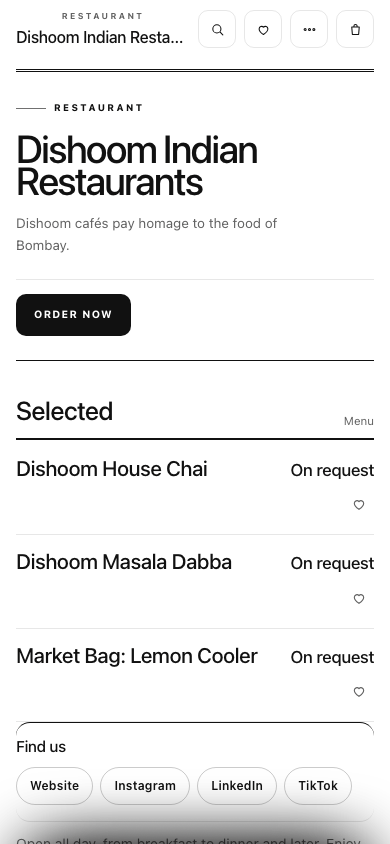 RESTAURANT
Dishoom Indian Resta...
RESTAURANT
Dishoom Indian
Restaurants
Dishoom cafés pay homage to the food of
Bombay.
ORDER NOW
Selected
Menu
Dishoom House Chai
On request
Dishoom Masala Dabba
On request
Market Bag: Lemon Cooler
On request
Find us
Website
Instagram
LinkedIn
TikTok
Open all day, from breakfast to dinner and later. Enjoy